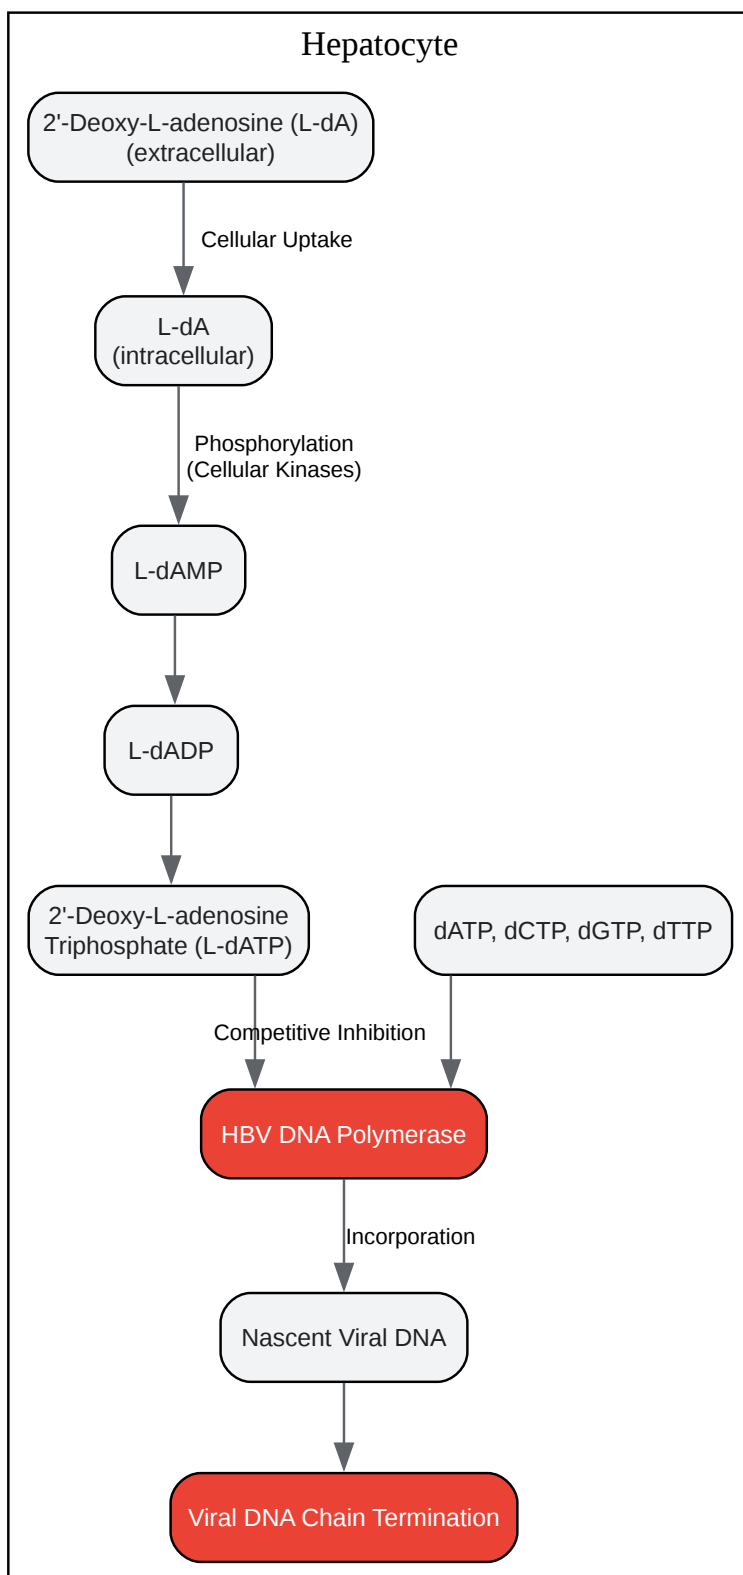 Hepatocyte
2'-Deoxy-L-adenosine (L-dA)
(extracellular)
Cellular Uptake
L-dA
(intracellular)
Phosphorylation
(Cellular Kinases)
L-dAMP
L-dADP
2'-Deoxy-L-adenosine
Triphosphate (L-dATP)
dATP, dCTP, dGTP, dTTP
Competitive Inhibition
HBV DNA Polymerase
Incorporation
Nascent Viral DNA
Viral DNA Chain Termination